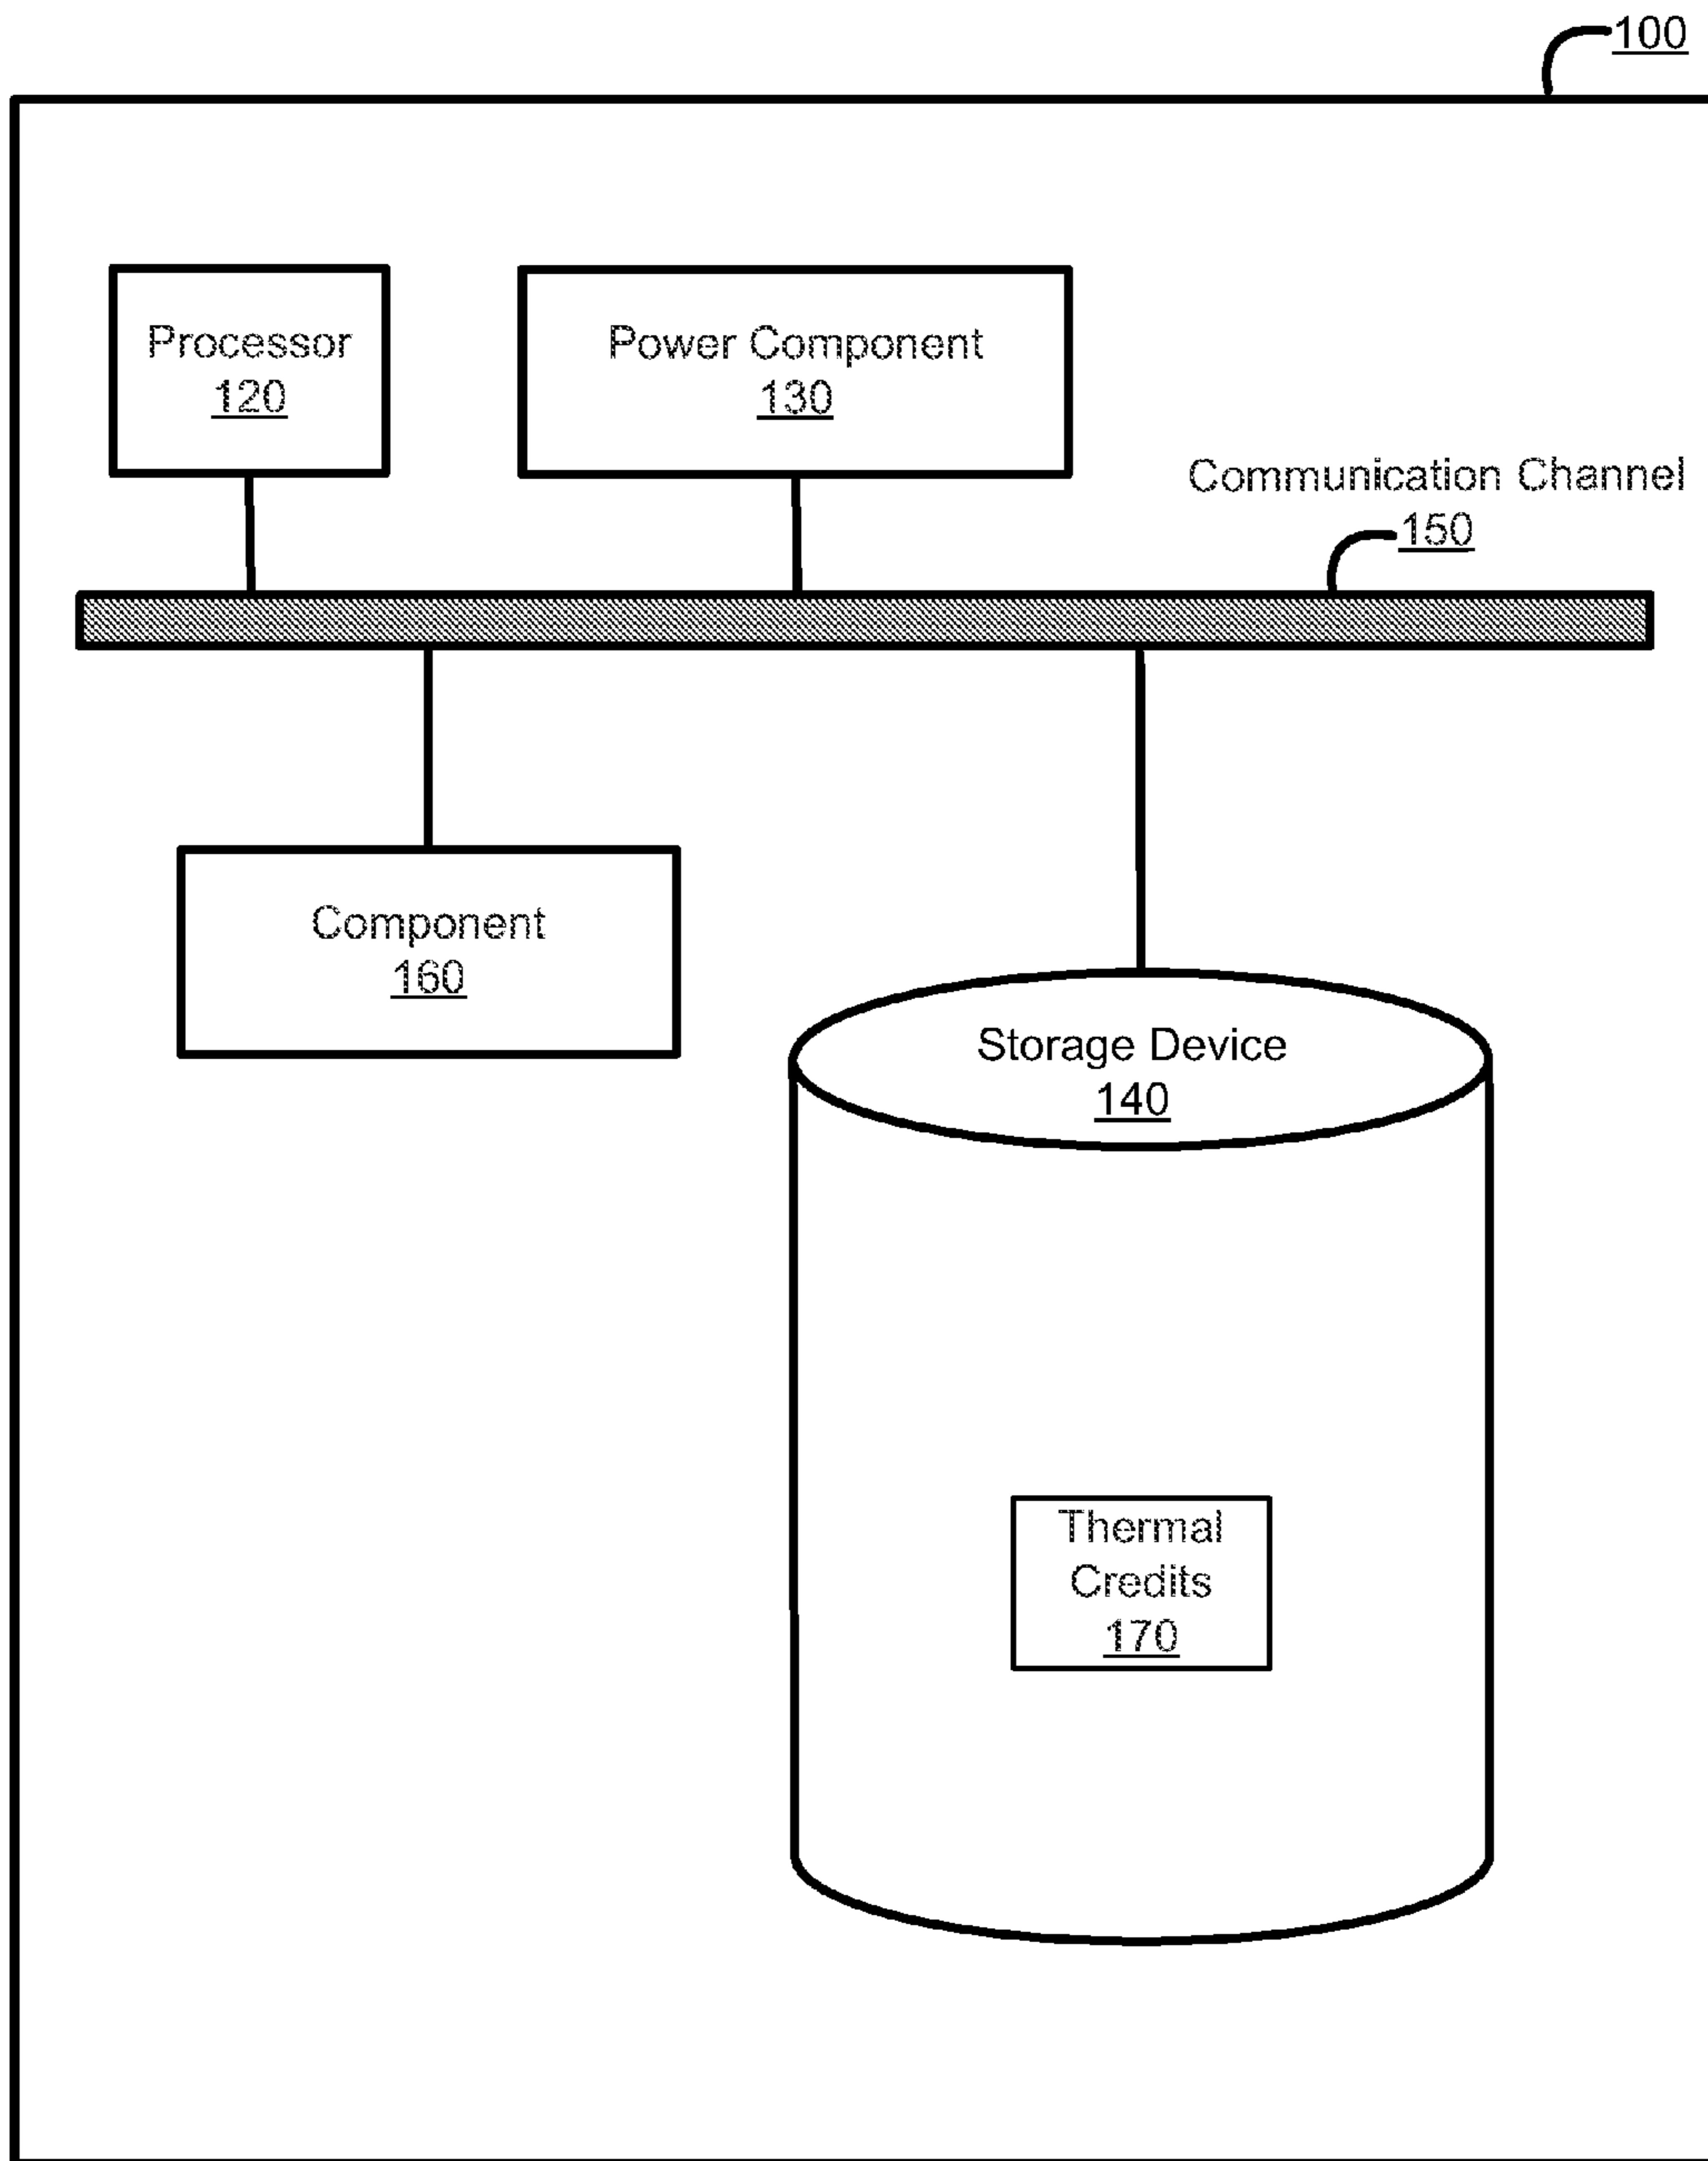 100
Processor
120
Power Component
130
Communication Channel
150
Component
160
Storage Device
140
Thermal
Credits
170